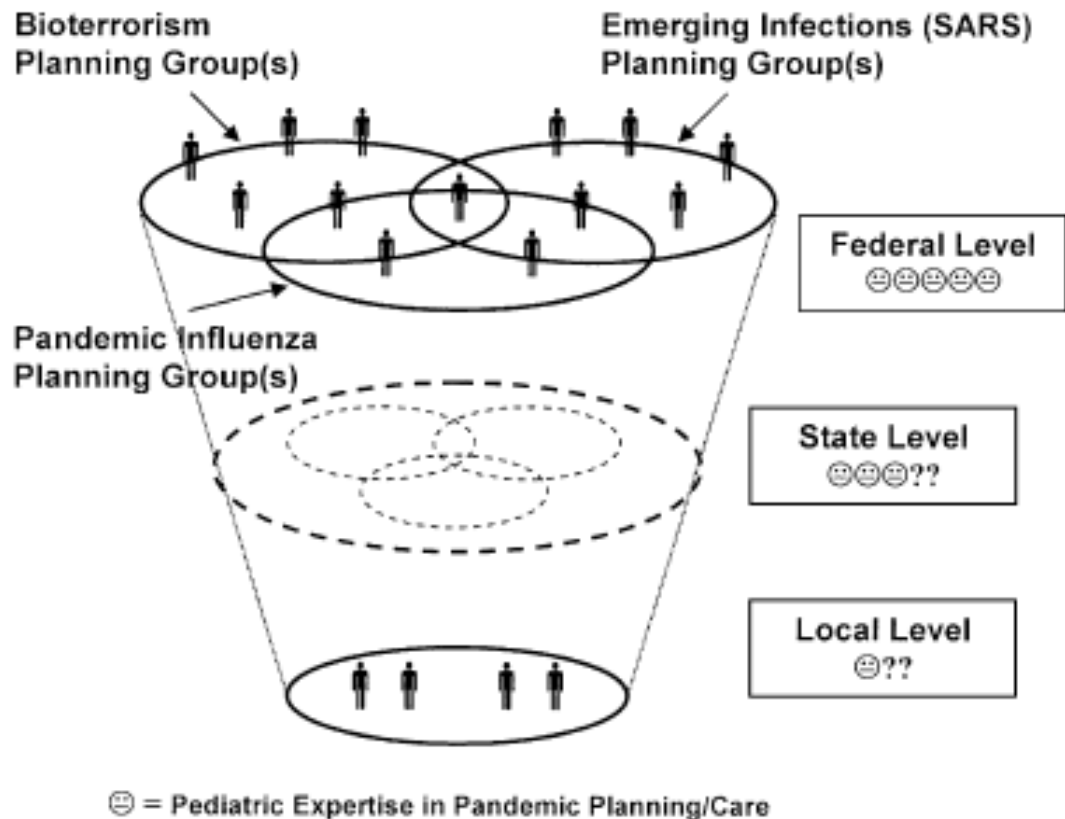 Bioterrorism
Planning Group(s)
Emerging Infections (SARS)
Planning Group(s)
Federal Level
😐😐😐😐😐
Pandemic Influenza
Planning Group(s)
State Level
😐😐😐??
Local Level
😐??
😐 = Pediatric Expertise in Pandemic Planning/Care